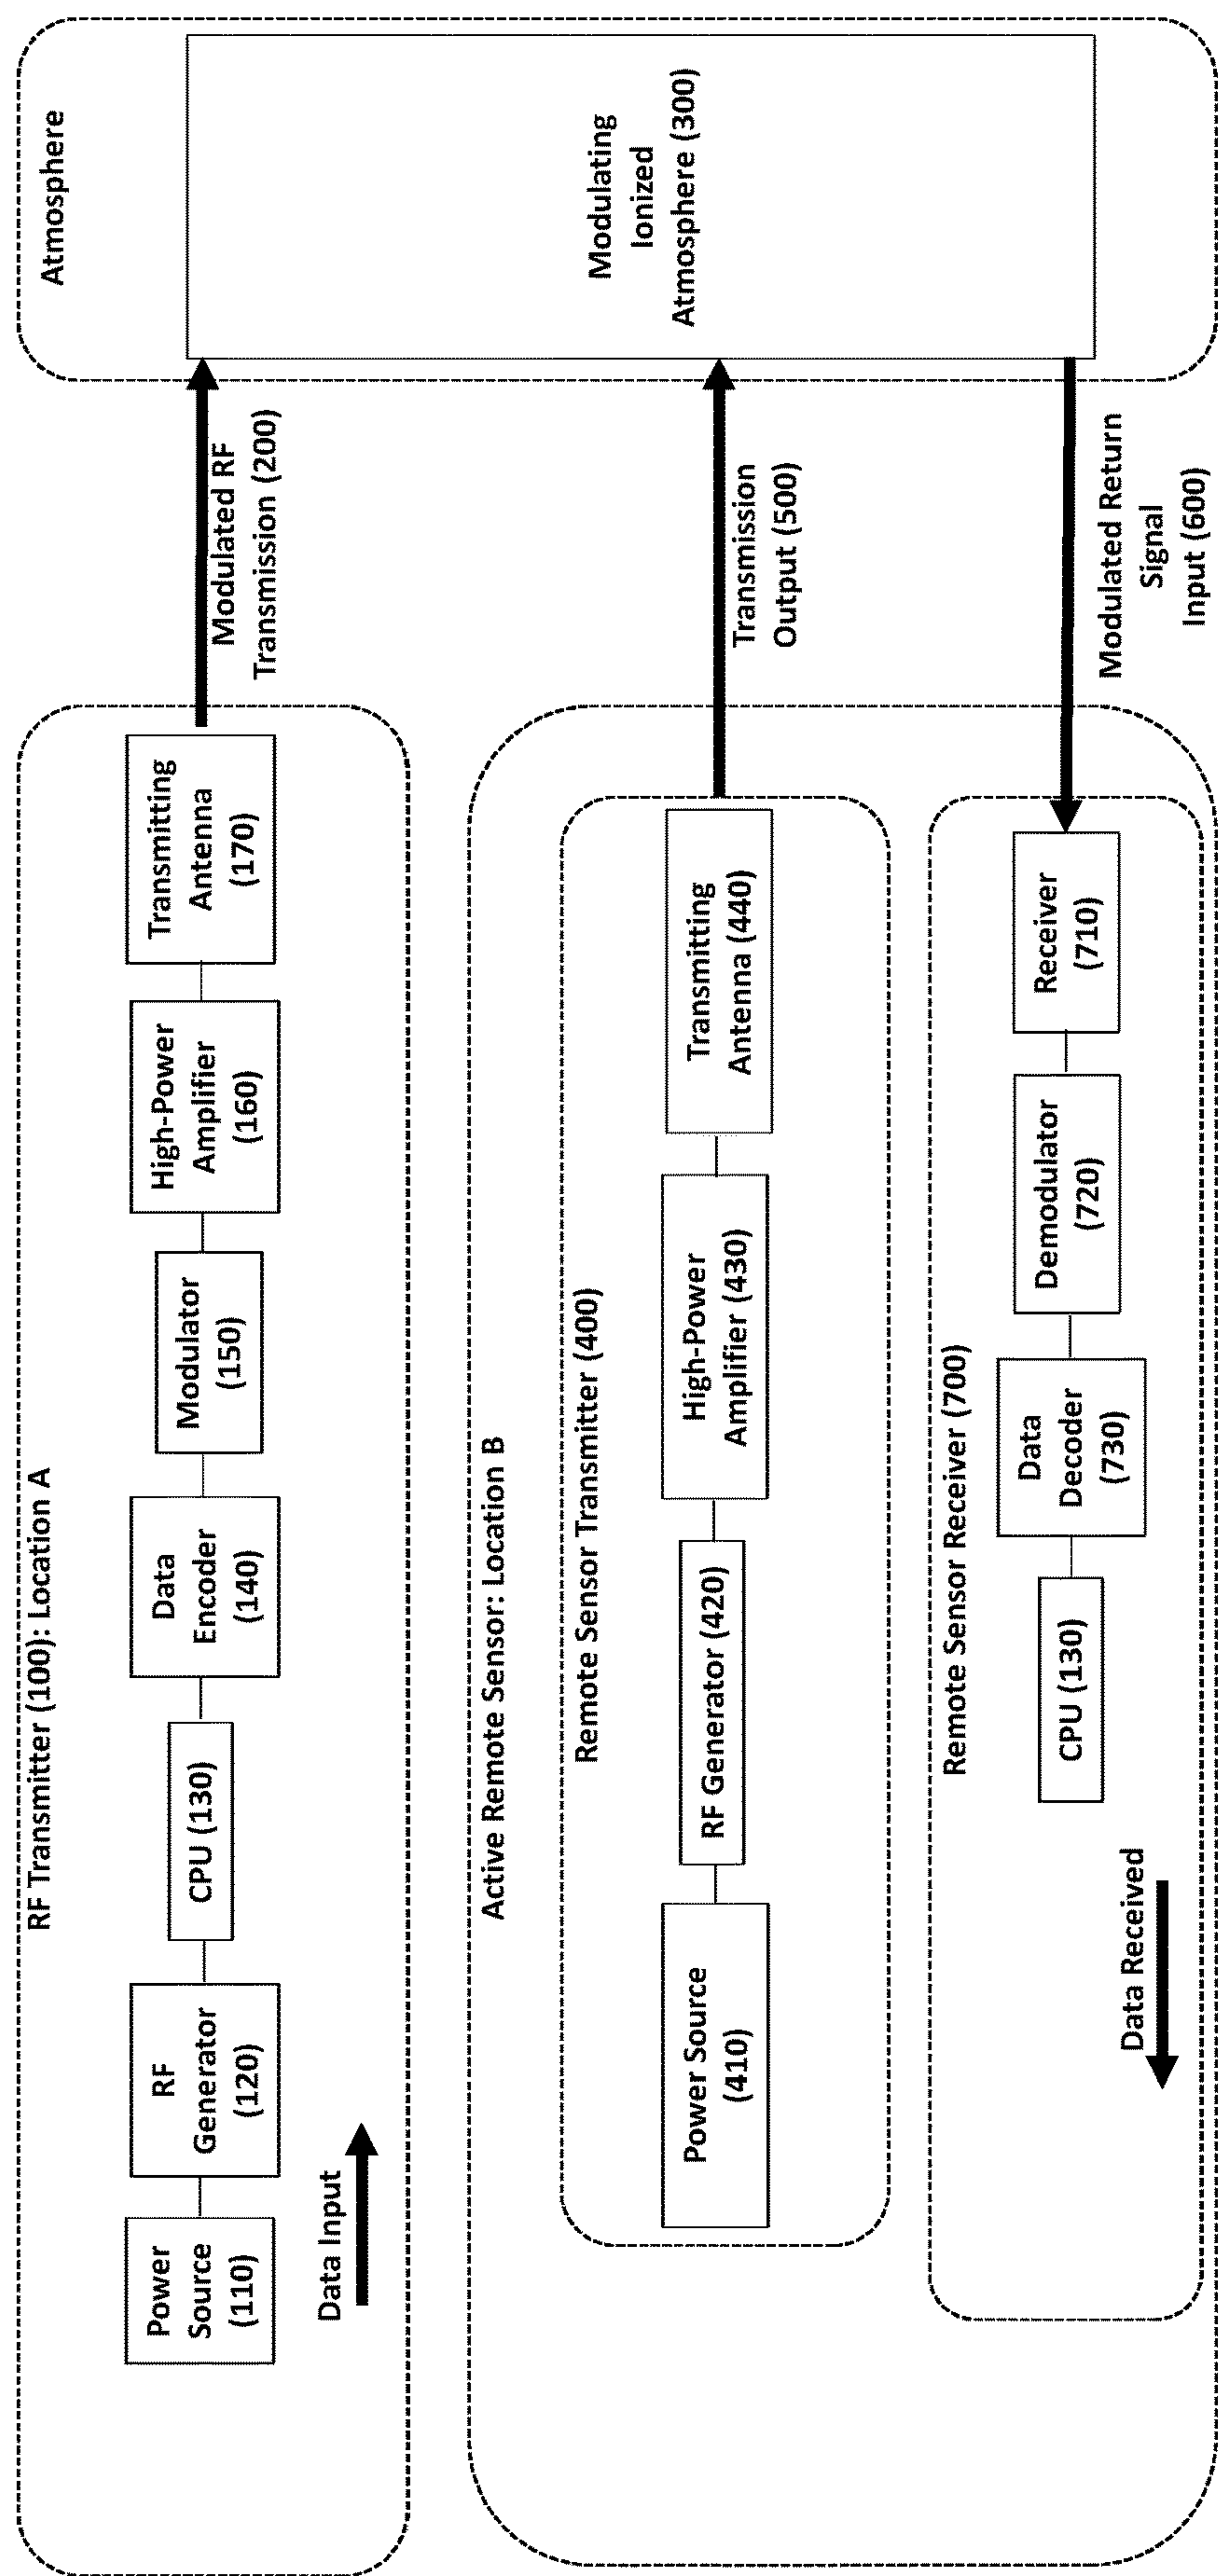 RF Transmitter (100): Location A
Power
Source
(110)
RF
Generator
(120)
CPU (130)
Data
Encoder
(140)
Modulator
(150)
High-Power
Amplifier
(160)
Transmitting
Antenna
(170)
Data Input
Modulated RF
Transmission (200)
Atmosphere
Modulating
Ionized
Atmosphere (300)
Active Remote Sensor: Location B
Remote Sensor Transmitter (400)
Power Source
(410)
RF Generator (420)
High-Power
Amplifier (430)
Transmitting
Antenna (440)
Transmission
Output (500)
Remote Sensor Receiver (700)
CPU (130)
Data
Decoder
(730)
Demodulator
(720)
Receiver
(710)
Data Received
Modulated Return
Signal
Input (600)